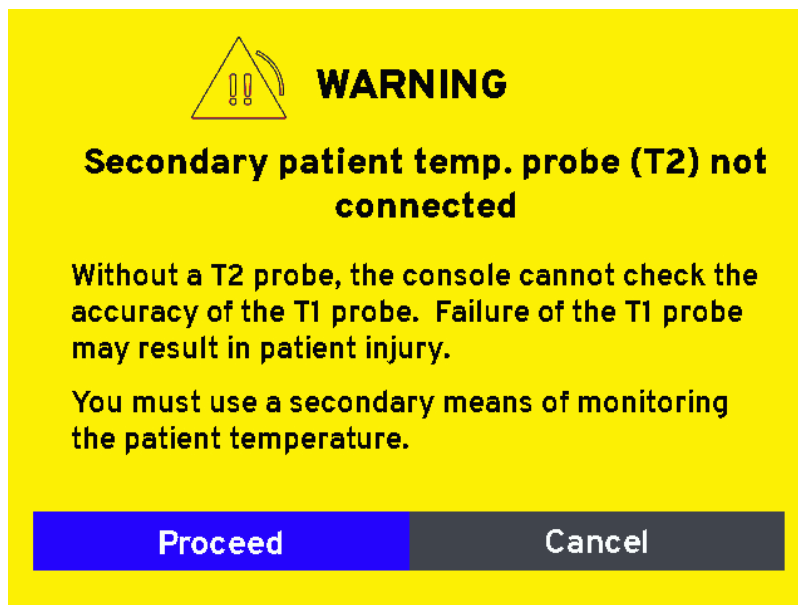 !!
WARNING
Secondary patient temp. probe (T2) not
connected
Without a T2 probe, the console cannot check the
accuracy of the T1 probe.  Failure of the T1 probe
may result in patient injury.
You must use a secondary means of monitoring
the patient temperature.
Proceed
Cancel